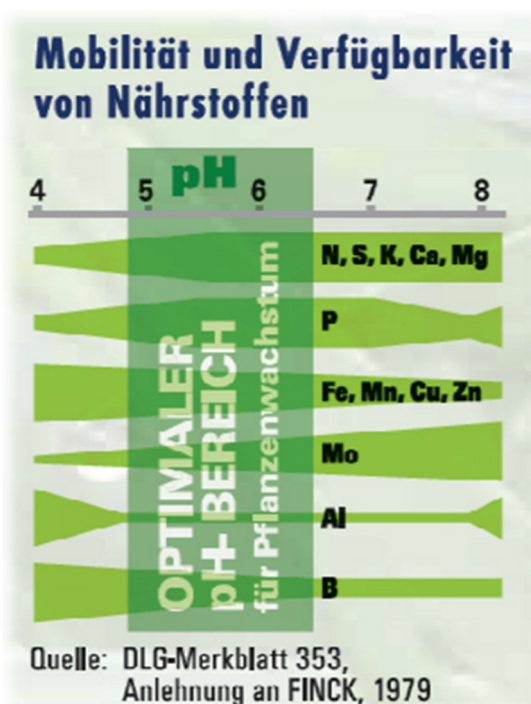 Mobilität und Verfügbarkeit
von Nährstoffen
pH
4 5 6 7 8
N, S, K, Ca, Mg
P
Fe, Mn, Cu, Zn
Mo
Al
B
OPTIMALER
pH-BEREICH
für Pflanzenwachstum
Quelle: DLG-Merkblatt 353,
Anlehnung an FINCK, 1979